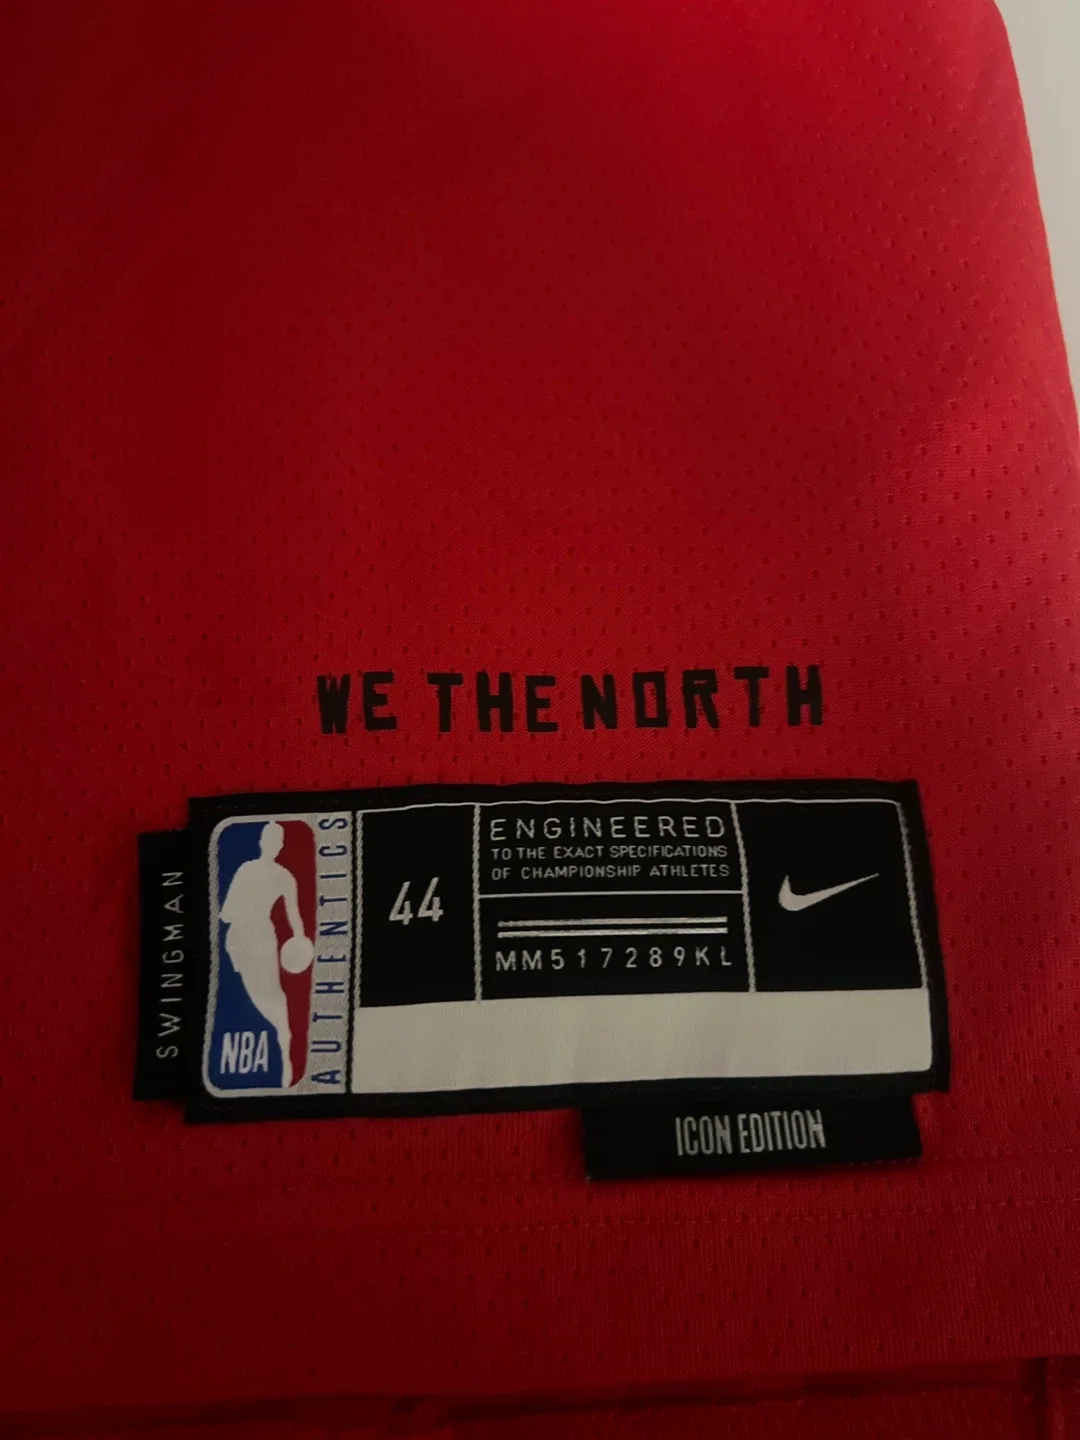 WE THE NORTH
SWINGMAN
NBA
AUTHENTICS
44
ENGINEERED
TO THE EXACT SPECIFICATIONS
OF CHAMPIONSHIP ATHLETES
MM517289KL
ICON EDITION